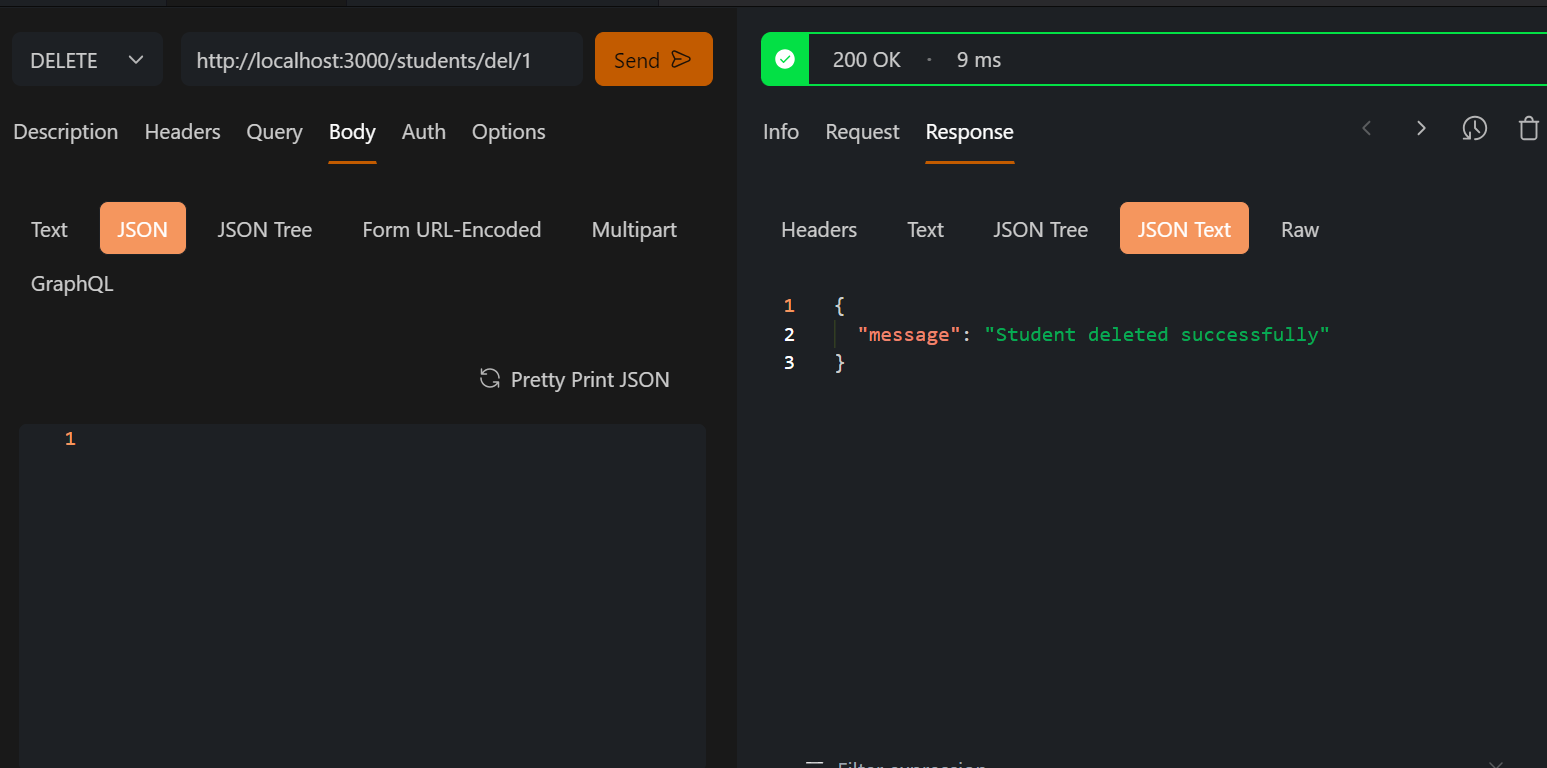 DELETE
http://localhost:3000/students/del/1
Send
200 OK · 9 ms
Description Headers Query Body Auth Options
Info Request Response
Text JSON JSON Tree Form URL-Encoded Multipart
GraphQL
Headers Text JSON Tree JSON Text Raw
Pretty Print JSON
1
1 {
2 "message": "Student deleted successfully"
3 }
Filter expression